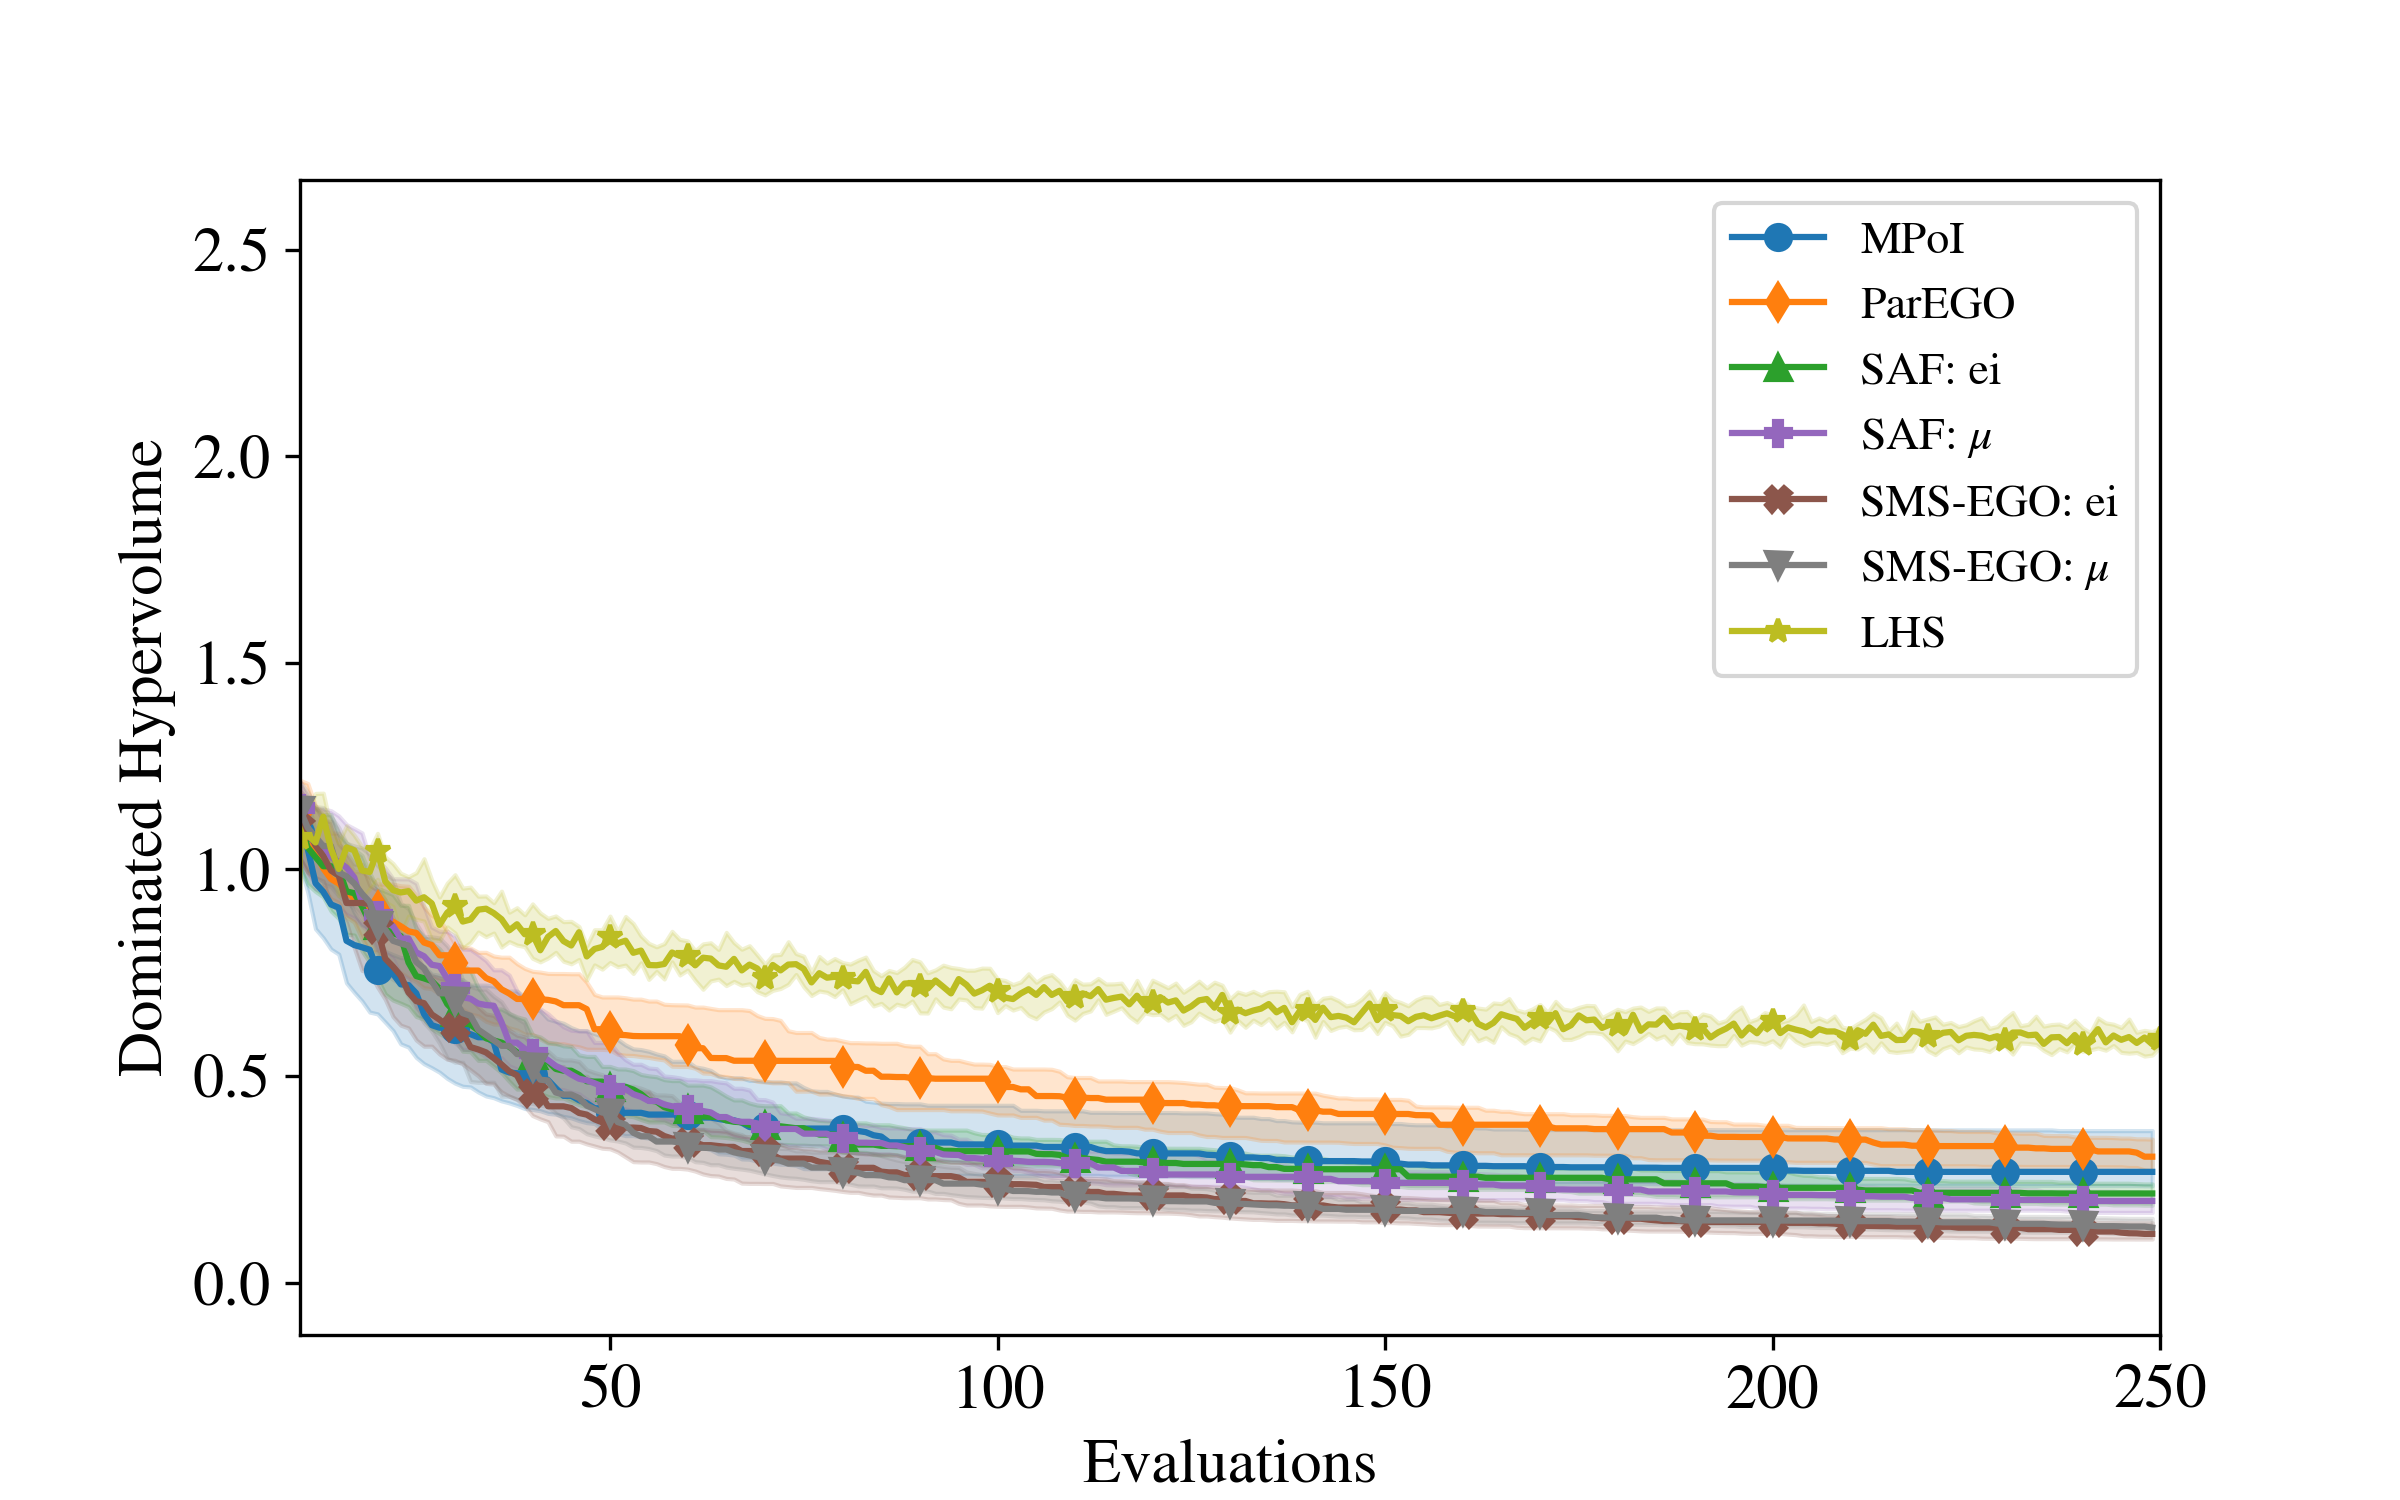 MPoI
ParEGO
SAF: ei
SAF: μ
SMS-EGO: ei
SMS-EGO: μ
LHS
Dominated Hypervolume
2.5
2.0
1.5
1.0
0.5
0.0
50 100 150 200 250
Evaluations